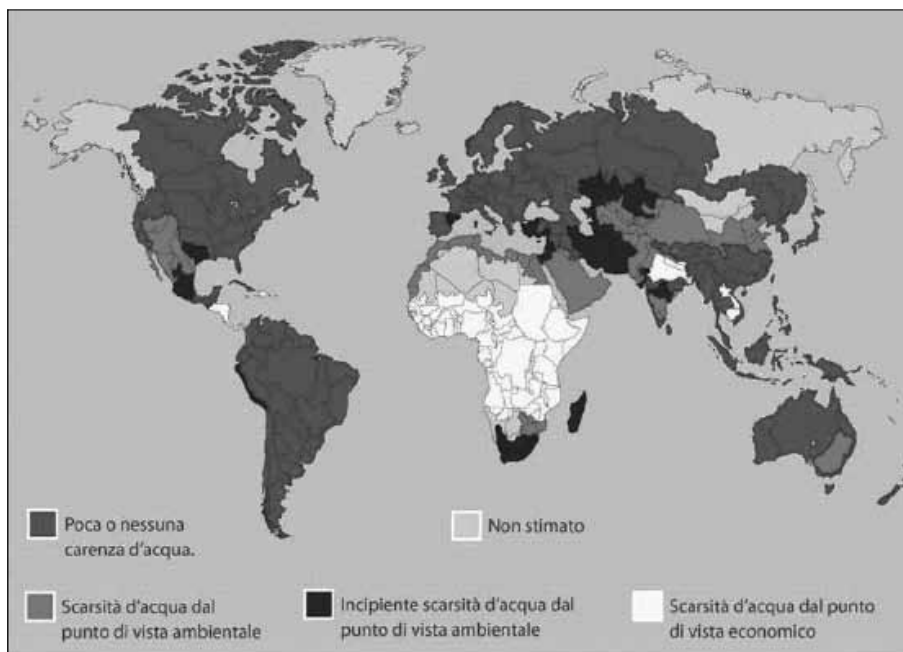 Poca o nessuna
carenza d'acqua.
Non stimato
Scarsità d'acqua dal
punto di vista ambientale
Incipiente scarsità d'acqua dal
punto di vista ambientale
Scarsità d'acqua dal punto
di vista economico